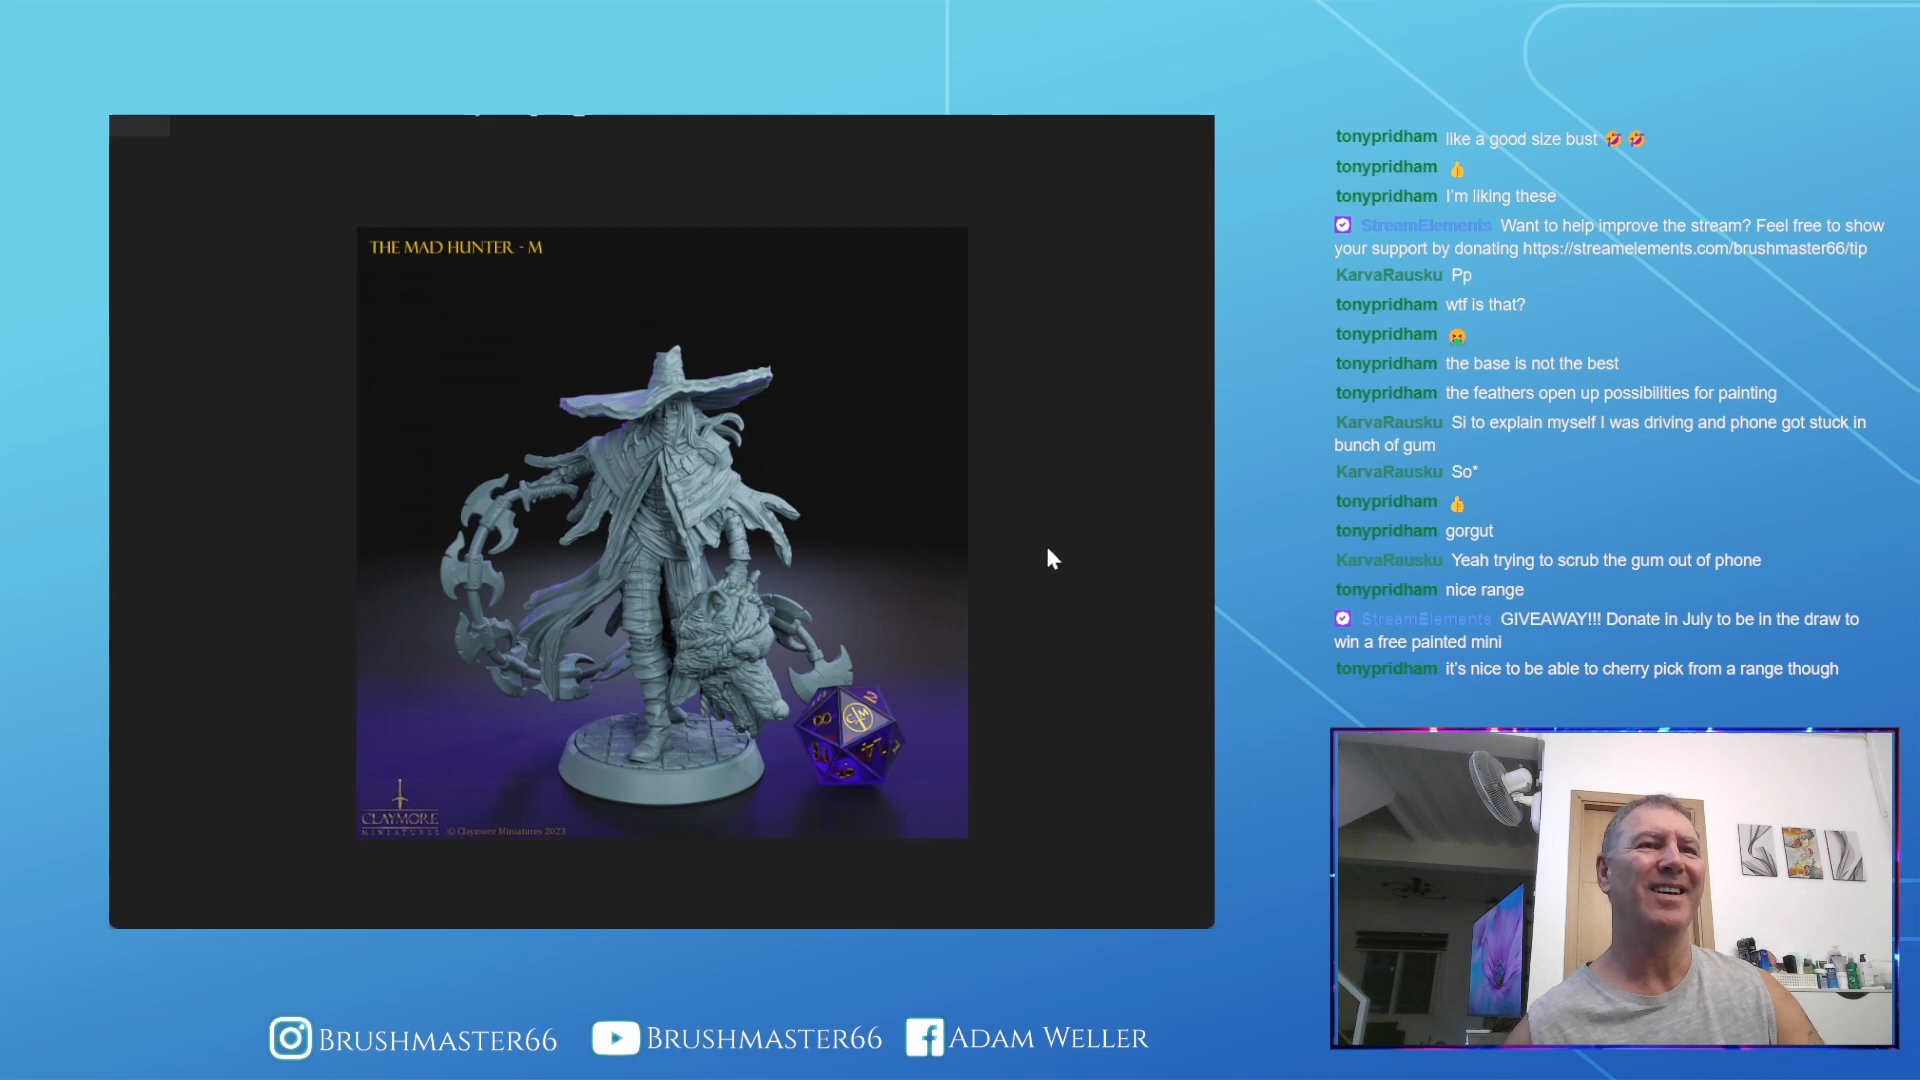 THE MAD HUNTER - M
CLAYMORE
MINIATURES
© Claymore Miniatures 2023
tonypridham like a good size bust 🤣 🤣
tonypridham 👍
tonypridham I'm liking these
StreamElements Want to help improve the stream? Feel free to show
your support by donating https://streamelements.com/brushmaster66/tip
KarvaRausku Pp
tonypridham wtf is that?
tonypridham 🤮
tonypridham the base is not the best
tonypridham the feathers open up possibilities for painting
KarvaRausku Si to explain myself I was driving and phone got stuck in
bunch of gum
KarvaRausku So*
tonypridham 👍
tonypridham gorgut
KarvaRausku Yeah trying to scrub the gum out of phone
tonypridham nice range
StreamElements GIVEAWAY!!! Donate in July to be in the draw to
win a free painted mini
tonypridham it's nice to be able to cherry pick from a range though
BRUSHMASTER66
BRUSHMASTER66
ADAM WELLER